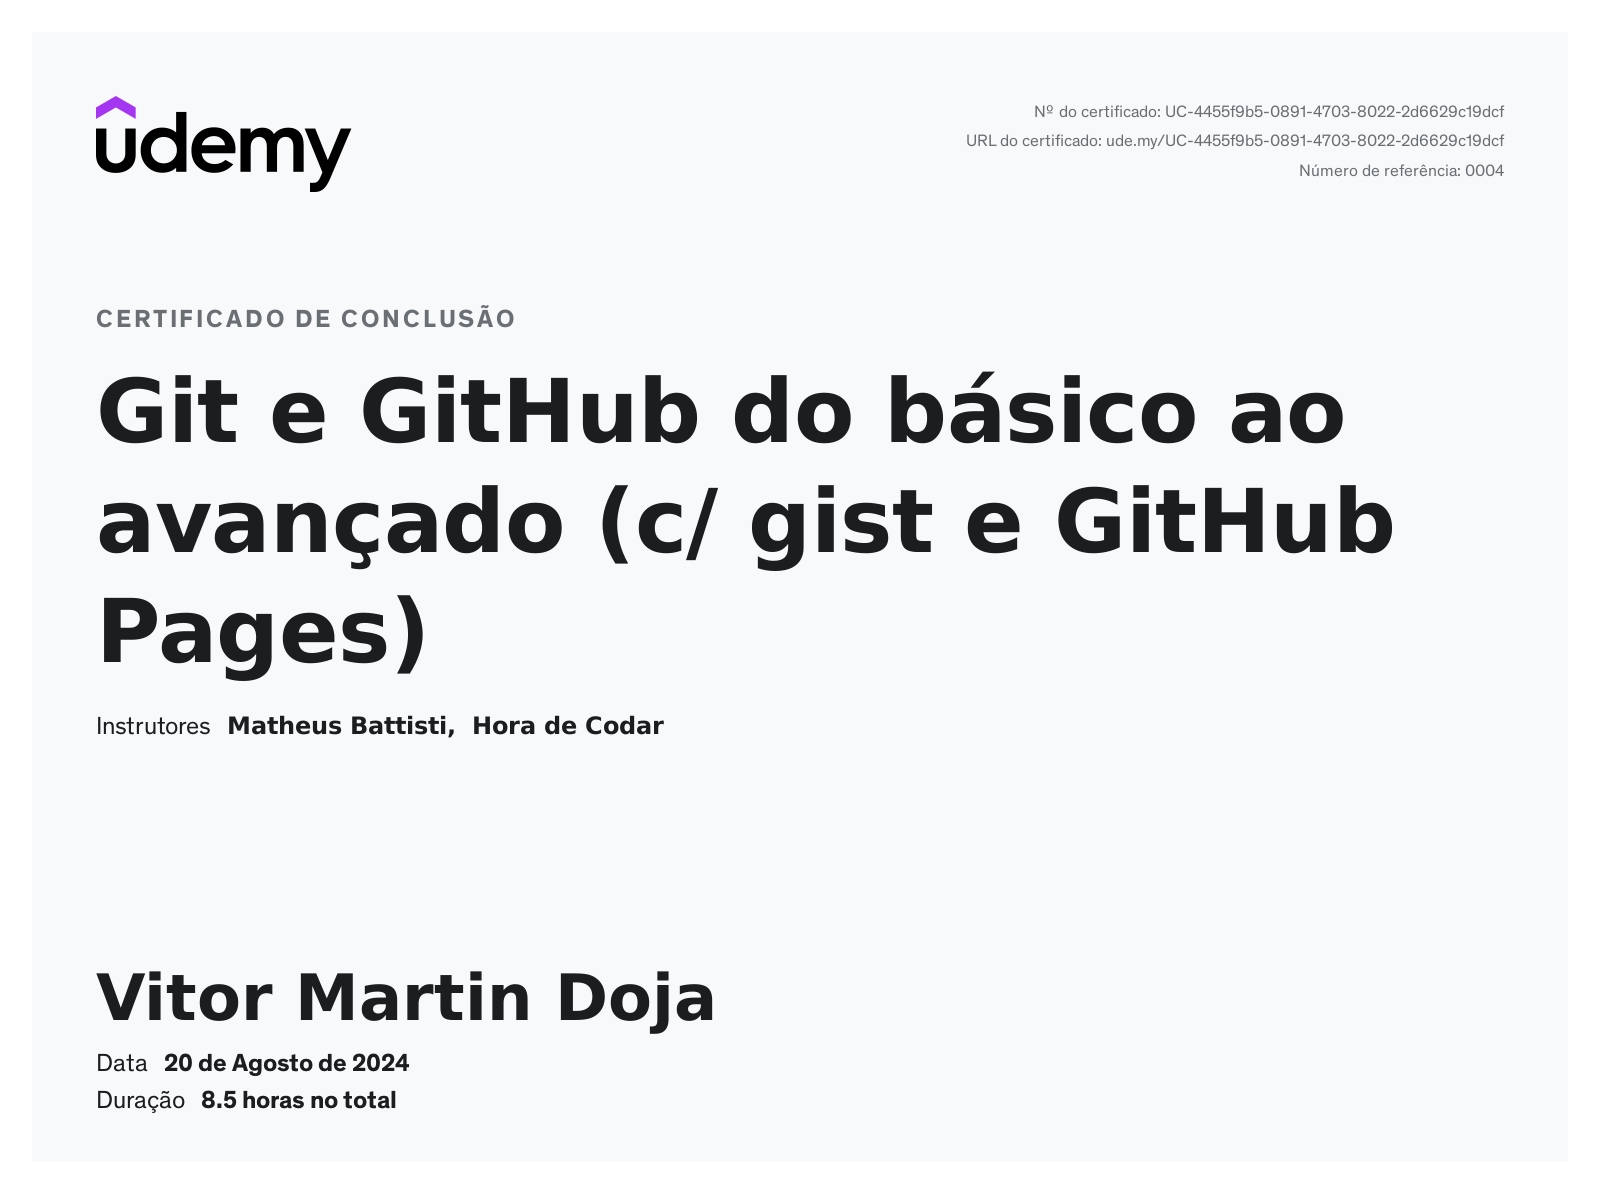 udemy
Nº do certificado: UC-4455f9b5-0891-4703-8022-2d6629c19dcf
URL do certificado: ude.my/UC-4455f9b5-0891-4703-8022-2d6629c19dcf
Número de referência: 0004
CERTIFICADO DE CONCLUSÃO
Git e GitHub do básico ao
avançado (c/ gist e GitHub
Pages)
Instrutores Matheus Battisti, Hora de Codar
Vitor Martin Doja
Data 20 de Agosto de 2024
Duração 8.5 horas no total